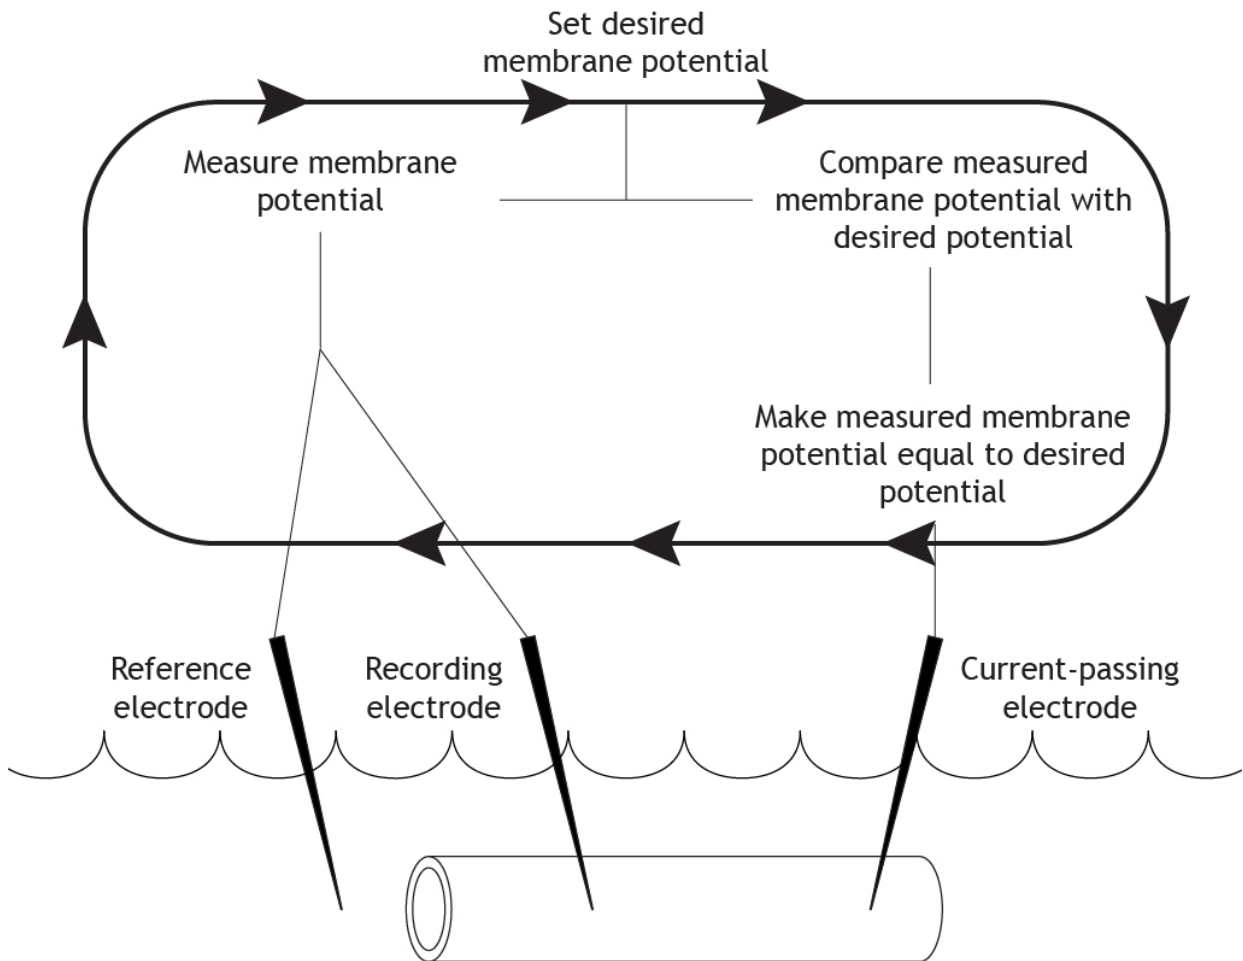 Set desired
membrane potential
Measure membrane
potential
Compare measured
membrane potential with
desired potential
Make measured membrane
potential equal to desired
potential
Reference
electrode
Recording
electrode
Current-passing
electrode